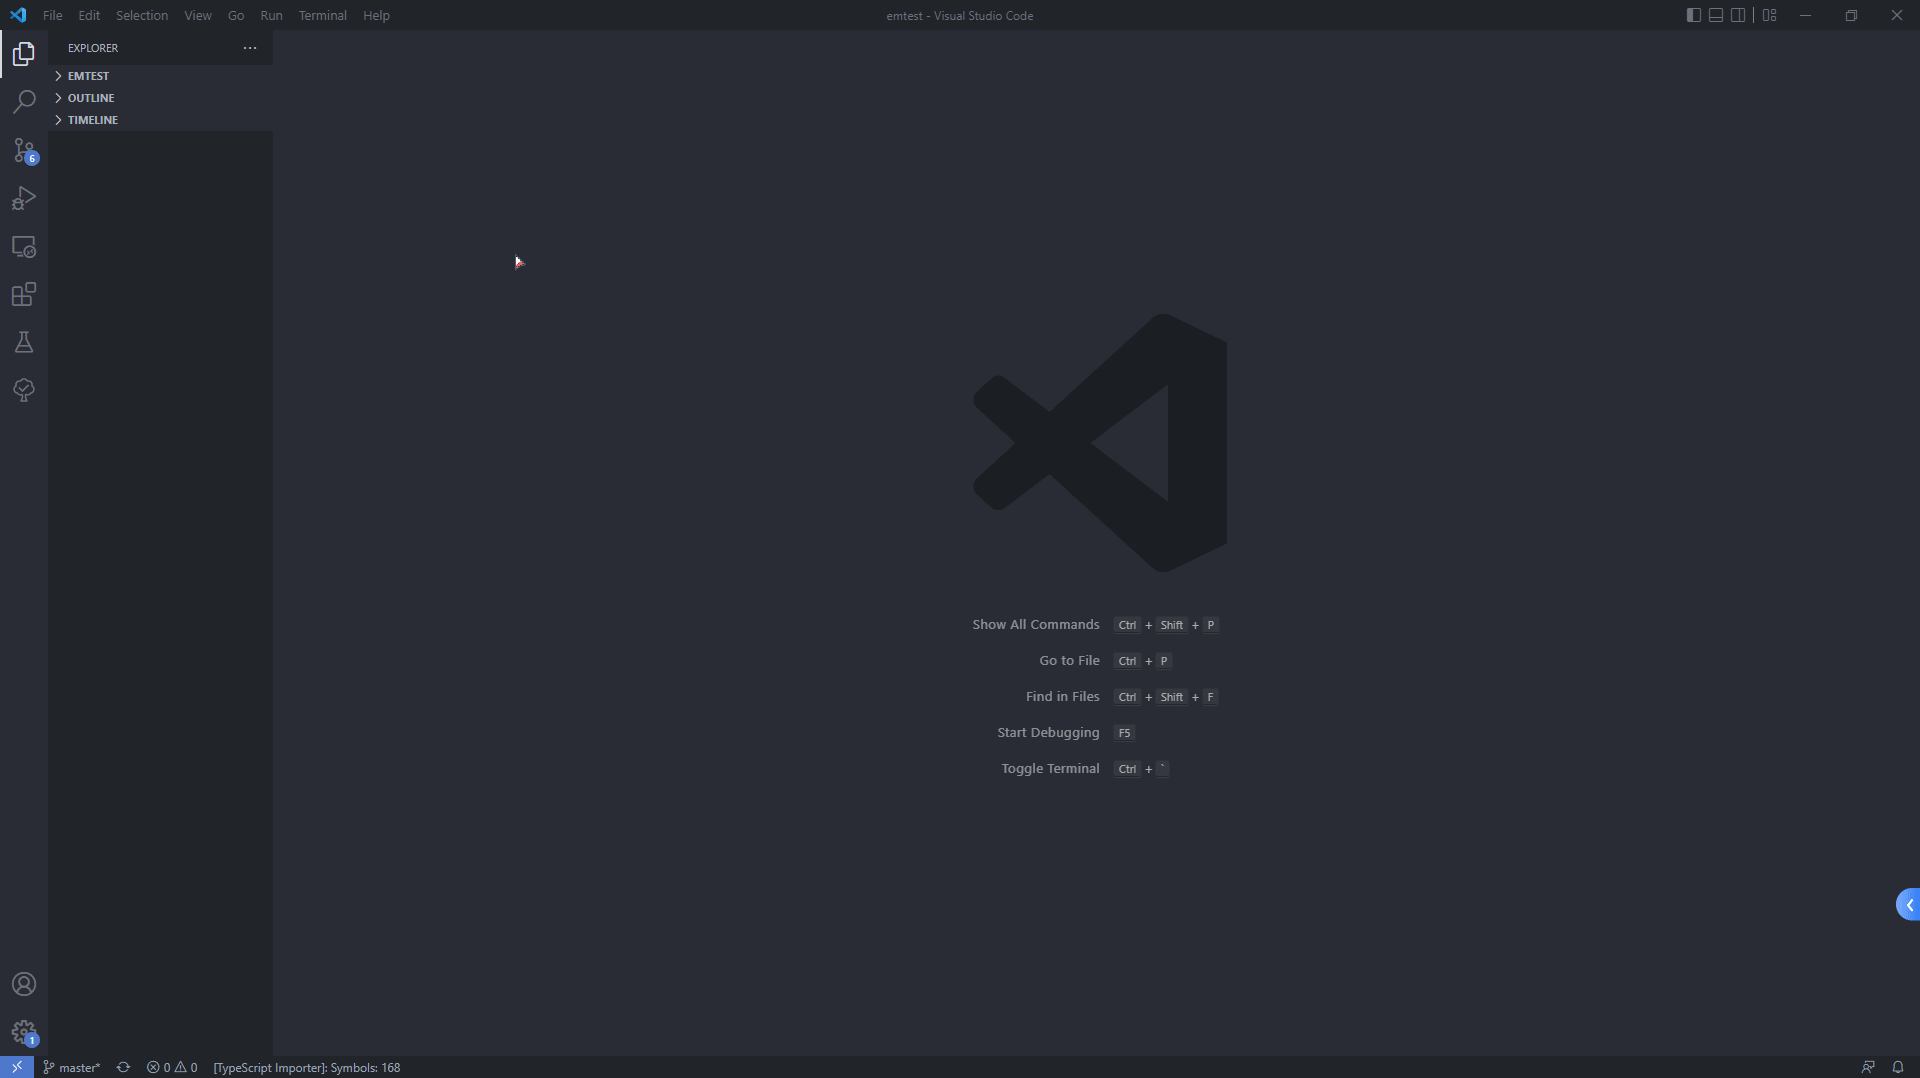 File Edit Selection View Go Run Terminal Help
emtest - Visual Studio Code
EXPLORER
EMTEST
OUTLINE
TIMELINE
6
Show All Commands Ctrl + Shift + P
Go to File Ctrl + P
Find in Files Ctrl + Shift + F
Start Debugging F5
Toggle Terminal Ctrl + `
1
master* 0 0 [TypeScript Importer]: Symbols: 168